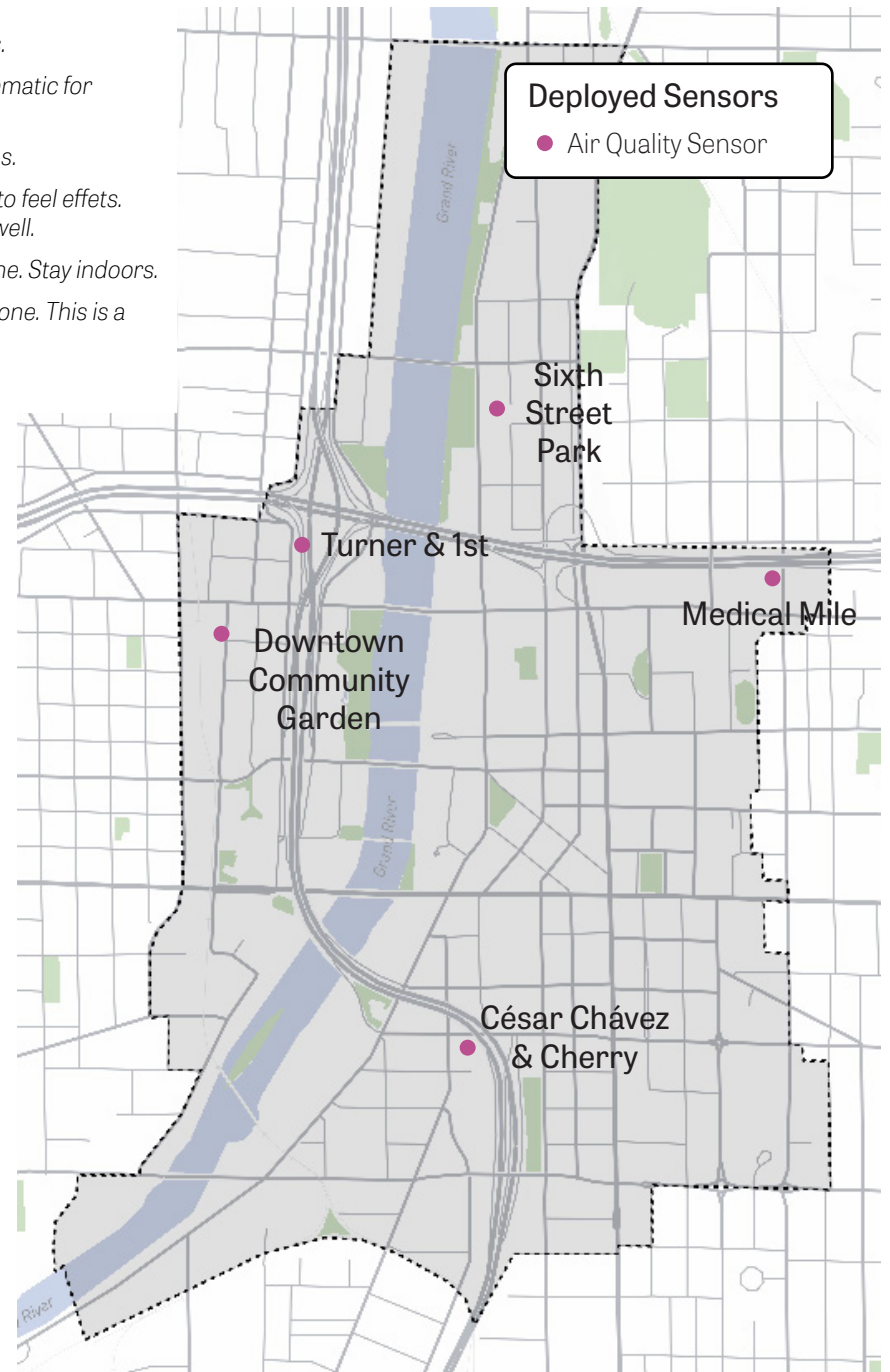 s.
matic for
s.
to feel effets.
well.
ne. Stay indoors.
one. This is a
Deployed Sensors
Air Quality Sensor
Grand River
Sixth
Street
Park
Turner & 1st
Medical Mile
Downtown
Community
Garden
Grand River
César Chávez
& Cherry
River